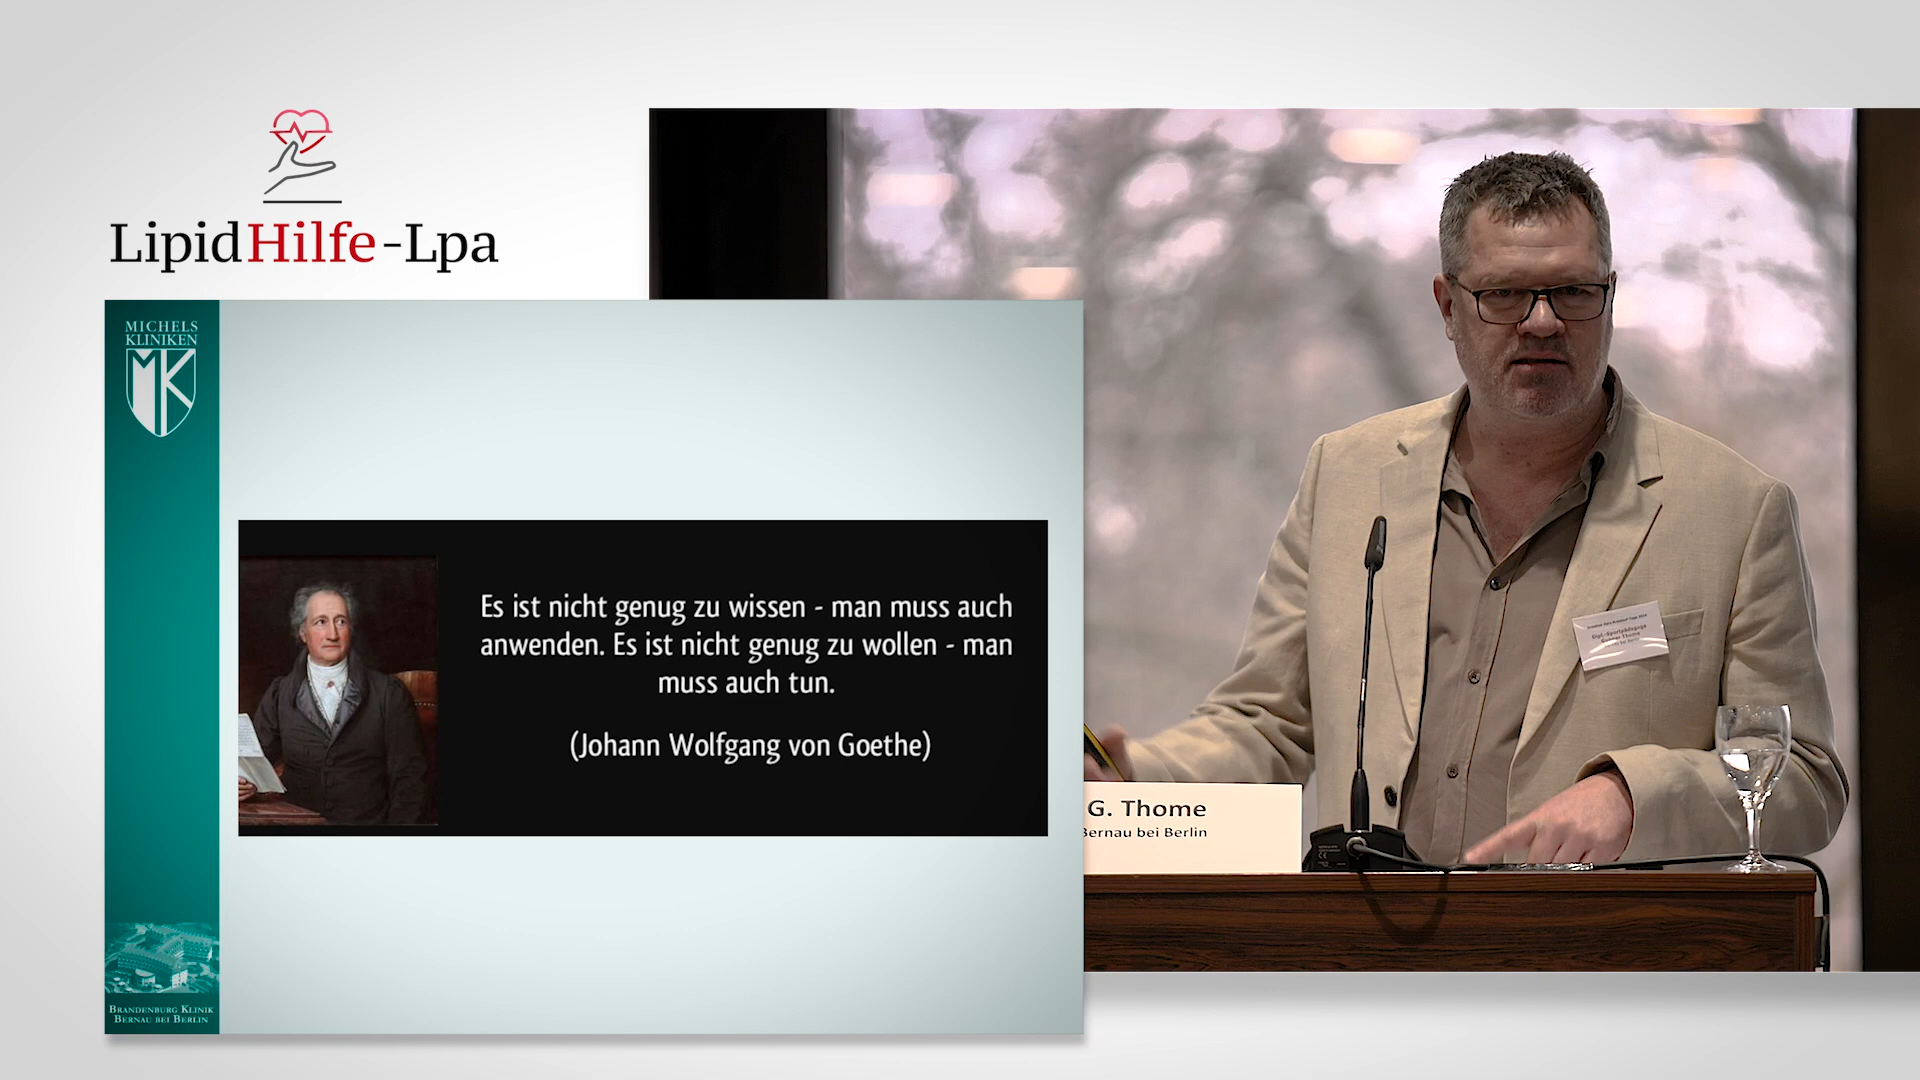 LipidHilfe-Lpa
MICHELS
KLINIKEN
MK
Es ist nicht genug zu wissen - man muss auch
anwenden. Es ist nicht genug zu wollen - man
muss auch tun.
(Johann Wolfgang von Goethe)
BRANDENBURG KLINIK
BERNAU BEI BERLIN
G. Thome
Bernau bei Berlin
Dipl.-Sportpädagoge